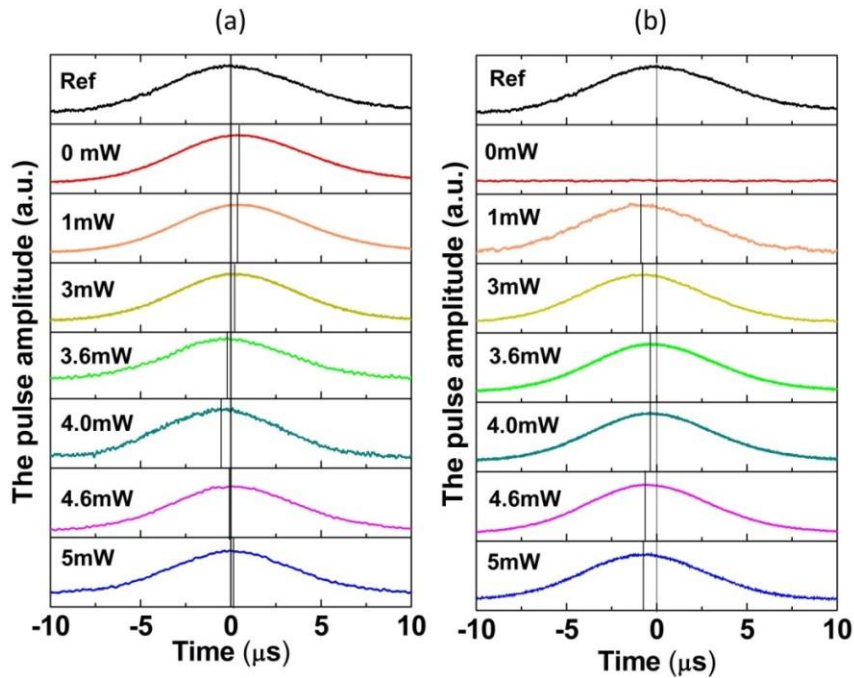 (a)
The pulse amplitude (a.u.)
Ref
0 mW
1mW
3mW
3.6mW
4.0mW
4.6mW
5mW
-10 -5 0 5 10
Time (μs)
(b)
The pulse amplitude (a.u.)
Ref
0mW
1mW
3mW
3.6mW
4.0mW
4.6mW
5mW
-10 -5 0 5 10
Time (μs)